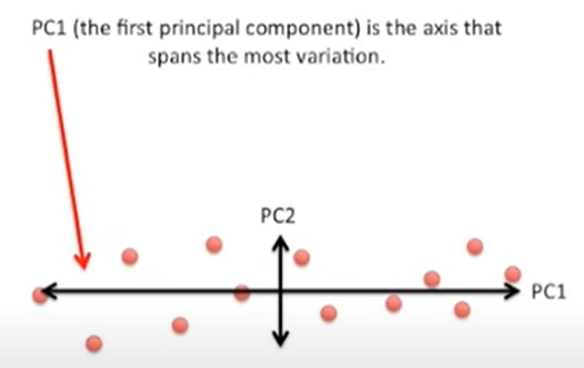 PC1 (the first principal component) is the axis that
spans the most variation.
PC2
PC1